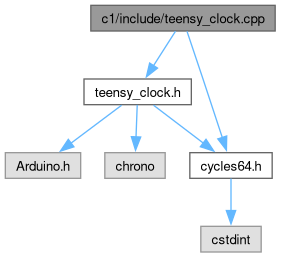 c1/include/teensy_clock.cpp
teensy_clock.h
Arduino.h
chrono
cycles64.h
cstdint